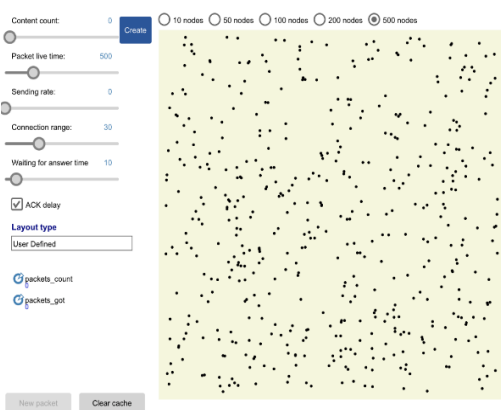 Content count: 0
Create
10 nodes 50 nodes 100 nodes 200 nodes 500 nodes
Packet live time: 500
Sending rate: 0
Connection range: 30
Waiting for answer time 10
ACK delay
Layout type
User Defined
packets_count
0
packets_got
0
New packet Clear cache